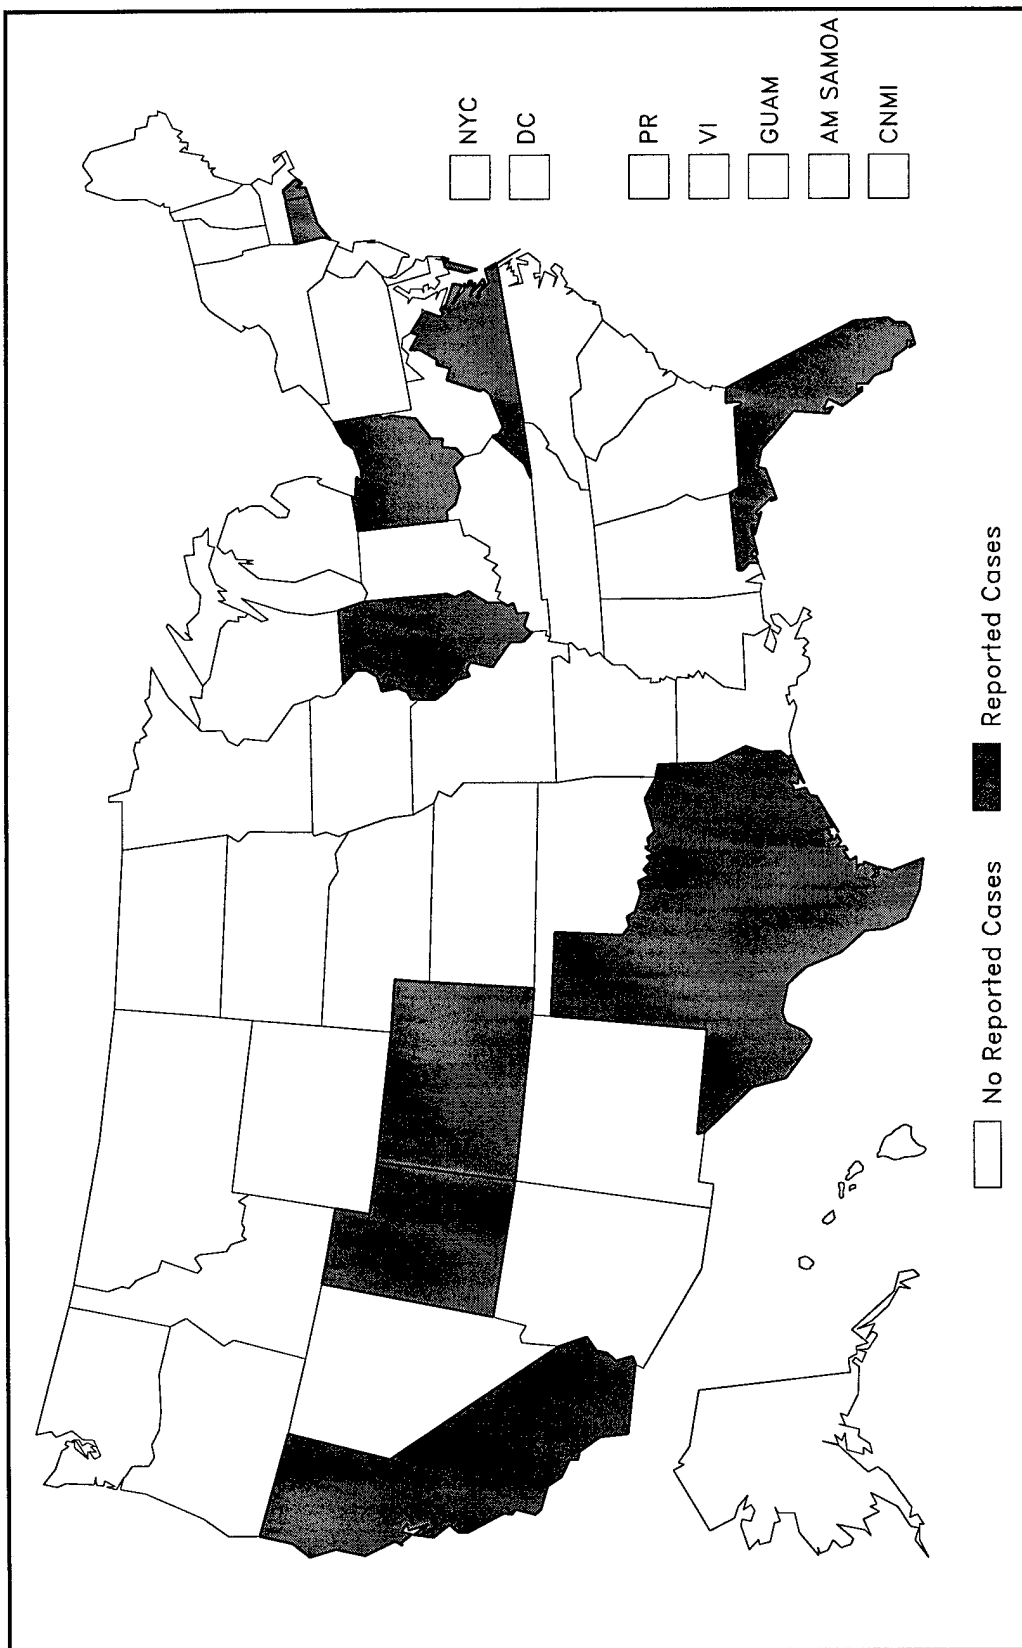 NYC
DC
PR
VI
GUAM
AM SAMOA
CNMI
No Reported Cases
Reported Cases